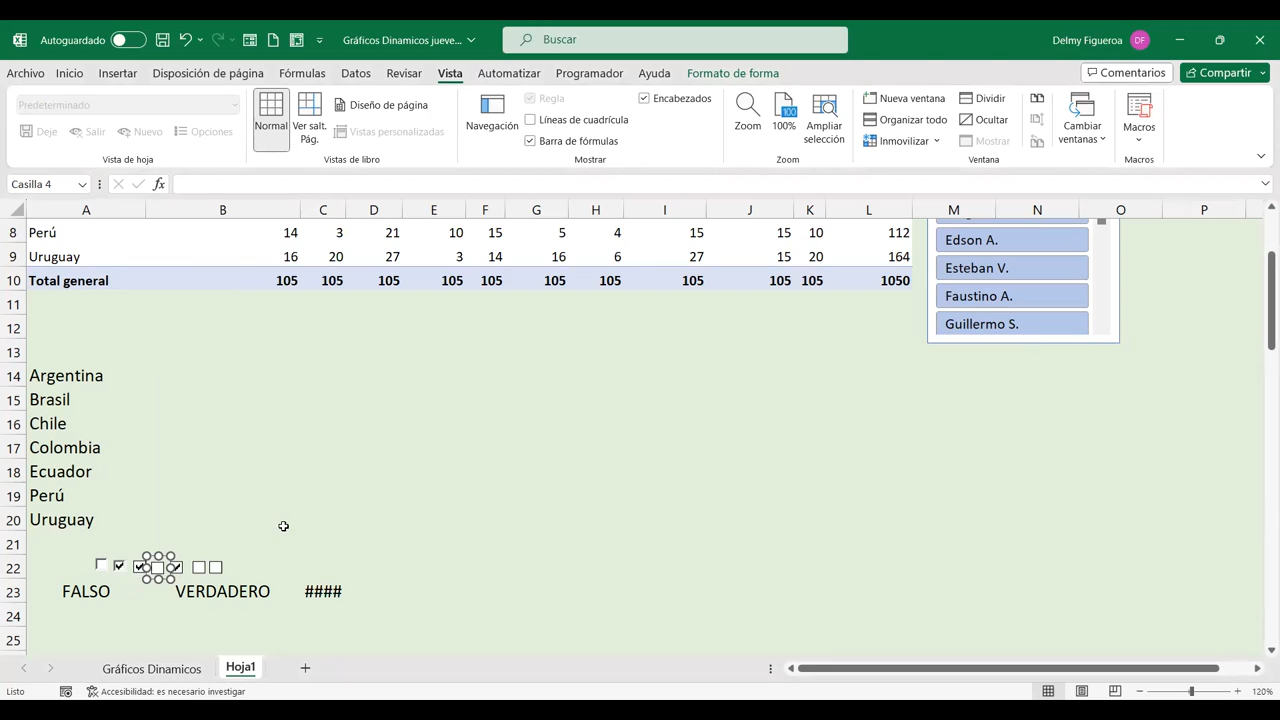 Autoguardado
Gráficos Dinamicos jueve...
Buscar
Delmy Figueroa
DF
Archivo Inicio Insertar Disposición de página Fórmulas Datos Revisar Vista Automatizar Programador Ayuda Formato de forma
Comentarios
Compartir
Predeterminado
Deje Salir Nuevo Opciones
Vista de hoja
Normal
Ver salt. Pág.
Diseño de página
Vistas personalizadas
Vistas de libro
Navegación
Regla
Encabezados
Líneas de cuadrícula
Barra de fórmulas
Mostrar
Zoom
100
100%
Ampliar selección
Zoom
Nueva ventana
Organizar todo
Inmovilizar
Dividir
Ocultar
Mostrar
Cambiar ventanas
Ventana
Macros
Macros
Casilla 4
fx
A B C D E F G H I J K L M N O P
8 Perú 14 3 21 10 15 5 4 15 15 10 112
9 Uruguay 16 20 27 3 14 16 6 27 15 20 164
10 Total general 105 105 105 105 105 105 105 105 105 105 1050
Edson A.
Esteban V.
Faustino A.
Guillermo S.
11
12
13
14 Argentina
15 Brasil
16 Chile
17 Colombia
18 Ecuador
19 Perú
20 Uruguay
21
22
23 FALSO VERDADERO ####
24
25
Gráficos Dinamicos
Hoja1
Listo
Accesibilidad: es necesario investigar
120%